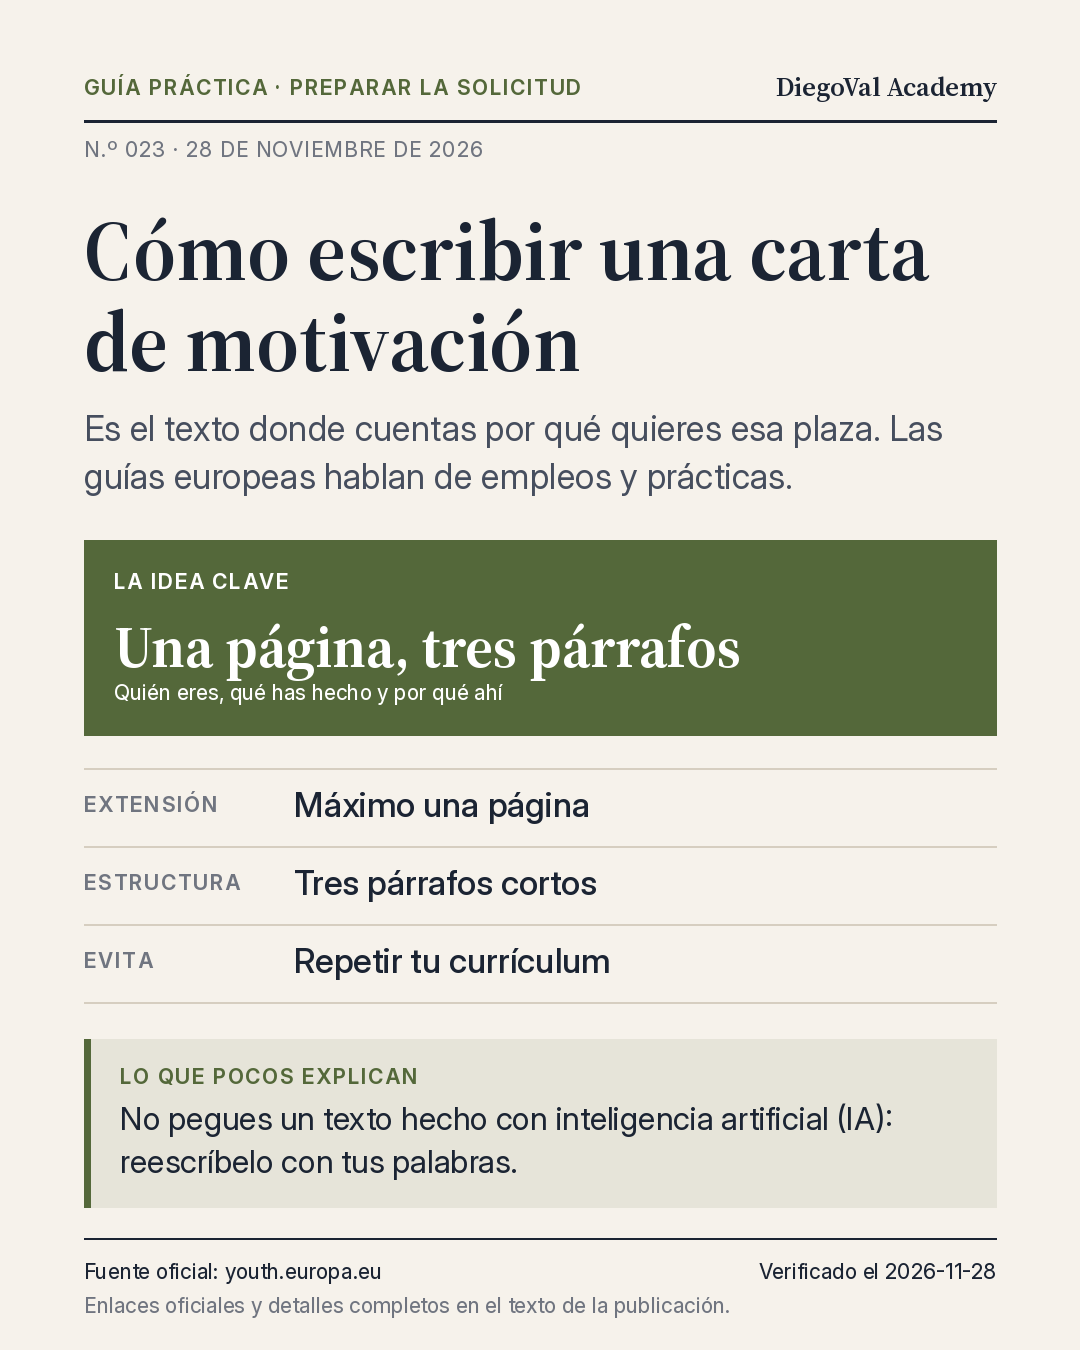 GUÍA PRÁCTICA · PREPARAR LA SOLICITUD
DiegoVal Academy
N.º 023 · 28 DE NOVIEMBRE DE 2026
Cómo escribir una carta
de motivación
Es el texto donde cuentas por qué quieres esa plaza. Las
guías europeas hablan de empleos y prácticas.
LA IDEA CLAVE
Una página, tres párrafos
Quién eres, qué has hecho y por qué ahí
EXTENSIÓN
Máximo una página
ESTRUCTURA
Tres párrafos cortos
EVITA
Repetir tu currículum
LO QUE POCOS EXPLICAN
No pegues un texto hecho con inteligencia artificial (IA):
reescríbelo con tus palabras.
Fuente oficial: youth.europa.eu
Verificado el 2026-11-28
Enlaces oficiales y detalles completos en el texto de la publicación.